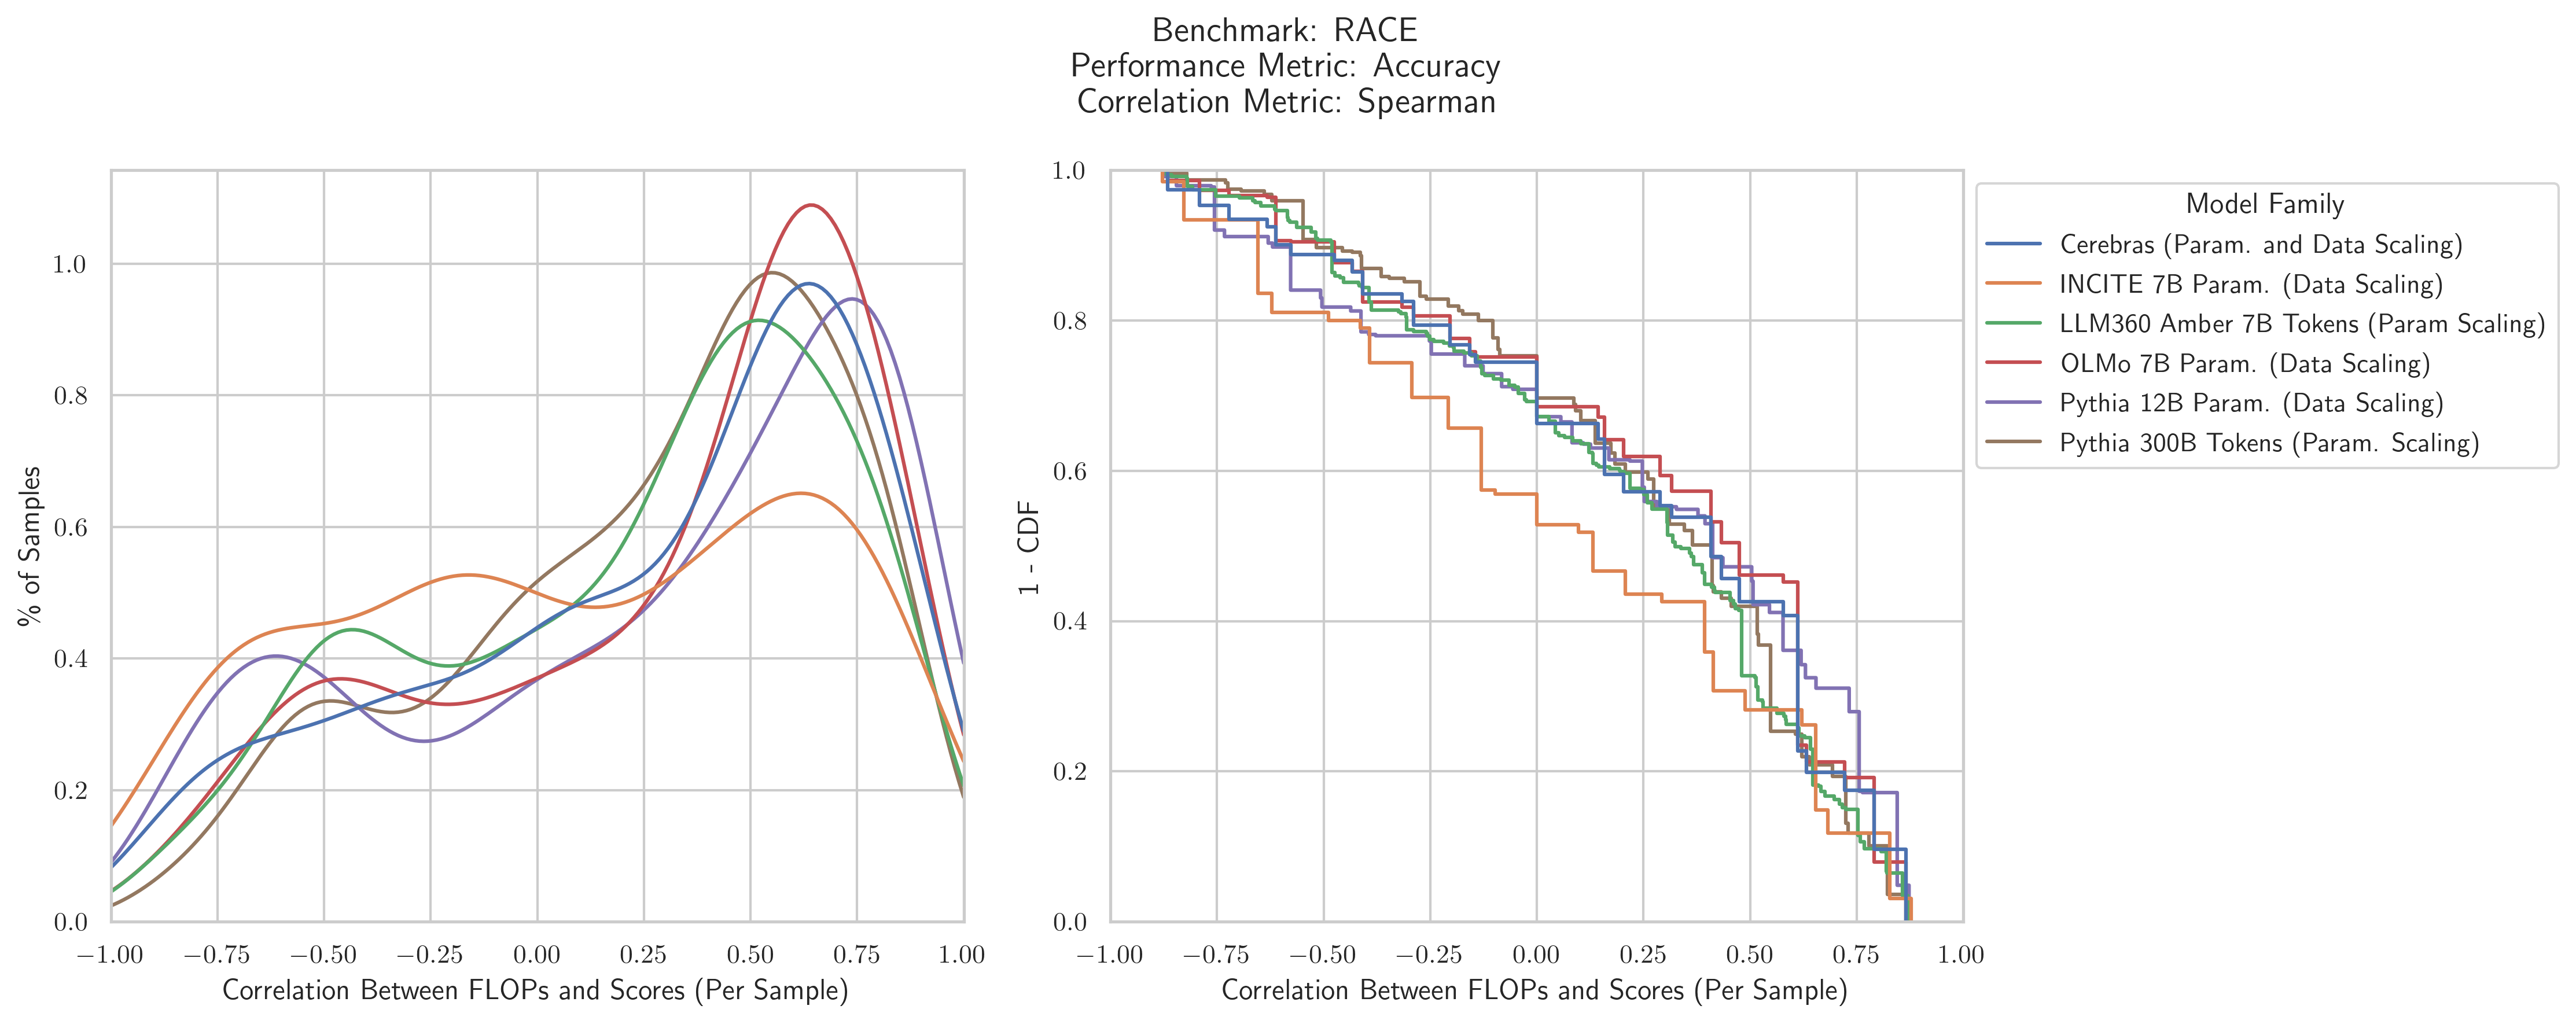 Benchmark: RACE
Performance Metric: Accuracy
Correlation Metric: Spearman
% of Samples
1.0
0.8
0.6
0.4
0.2
0.0
−1.00 −0.75 −0.50 −0.25 0.00 0.25 0.50 0.75 1.00
Correlation Between FLOPs and Scores (Per Sample)
1 - CDF
1.0
0.8
0.6
0.4
0.2
0.0
−1.00 −0.75 −0.50 −0.25 0.00 0.25 0.50 0.75 1.00
Correlation Between FLOPs and Scores (Per Sample)
Model Family
Cerebras (Param. and Data Scaling)
INCITE 7B Param. (Data Scaling)
LLM360 Amber 7B Tokens (Param Scaling)
OLMo 7B Param. (Data Scaling)
Pythia 12B Param. (Data Scaling)
Pythia 300B Tokens (Param. Scaling)